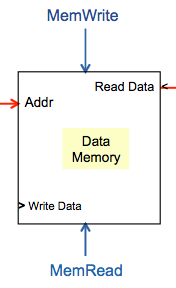 MemWrite
Read Data <
Addr
Data
Memory
> Write Data
MemRead